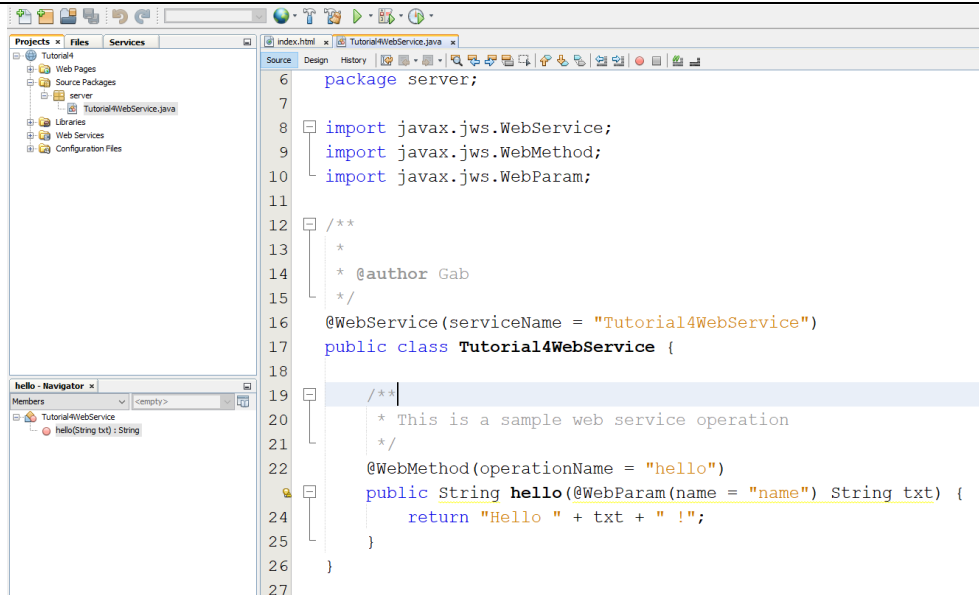 Projects x Files Services
Tutorial4
Web Pages
Source Packages
server
Tutorial4WebService.java
Libraries
Web Services
Configuration Files
hello - Navigator x
Members <empty>
Tutorial4WebService
hello(String txt) : String
index.html x Tutorial4WebService.java x
Source Design History
6 package server;
7
8 import javax.jws.WebService;
9 import javax.jws.WebMethod;
10 import javax.jws.WebParam;
11
12 /**
13 *
14 * @author Gab
15 */
16 @WebService(serviceName = "Tutorial4WebService")
17 public class Tutorial4WebService {
18
19 /**
20 * This is a sample web service operation
21 */
22 @WebMethod(operationName = "hello")
public String hello(@WebParam(name = "name") String txt) {
24 return "Hello " + txt + " !";
25 }
26 }
27